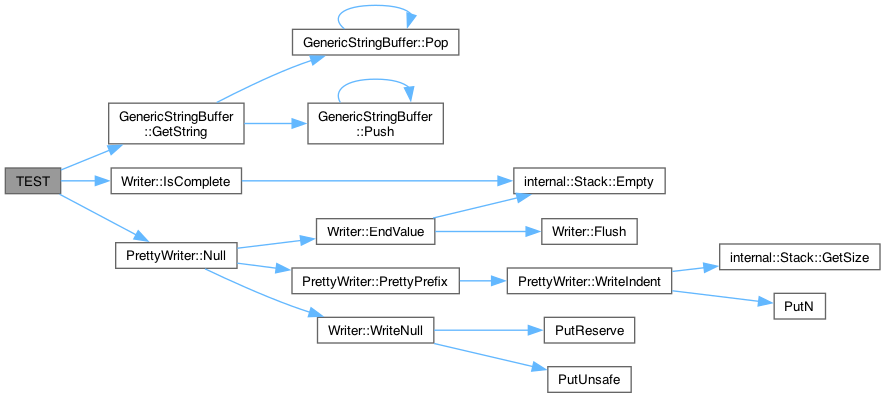 GenericStringBuffer::Pop
GenericStringBuffer
::GetString
GenericStringBuffer
::Push
TEST
Writer::IsComplete
internal::Stack::Empty
Writer::EndValue
Writer::Flush
PrettyWriter::Null
internal::Stack::GetSize
PrettyWriter::PrettyPrefix
PrettyWriter::WriteIndent
PutN
Writer::WriteNull
PutReserve
PutUnsafe